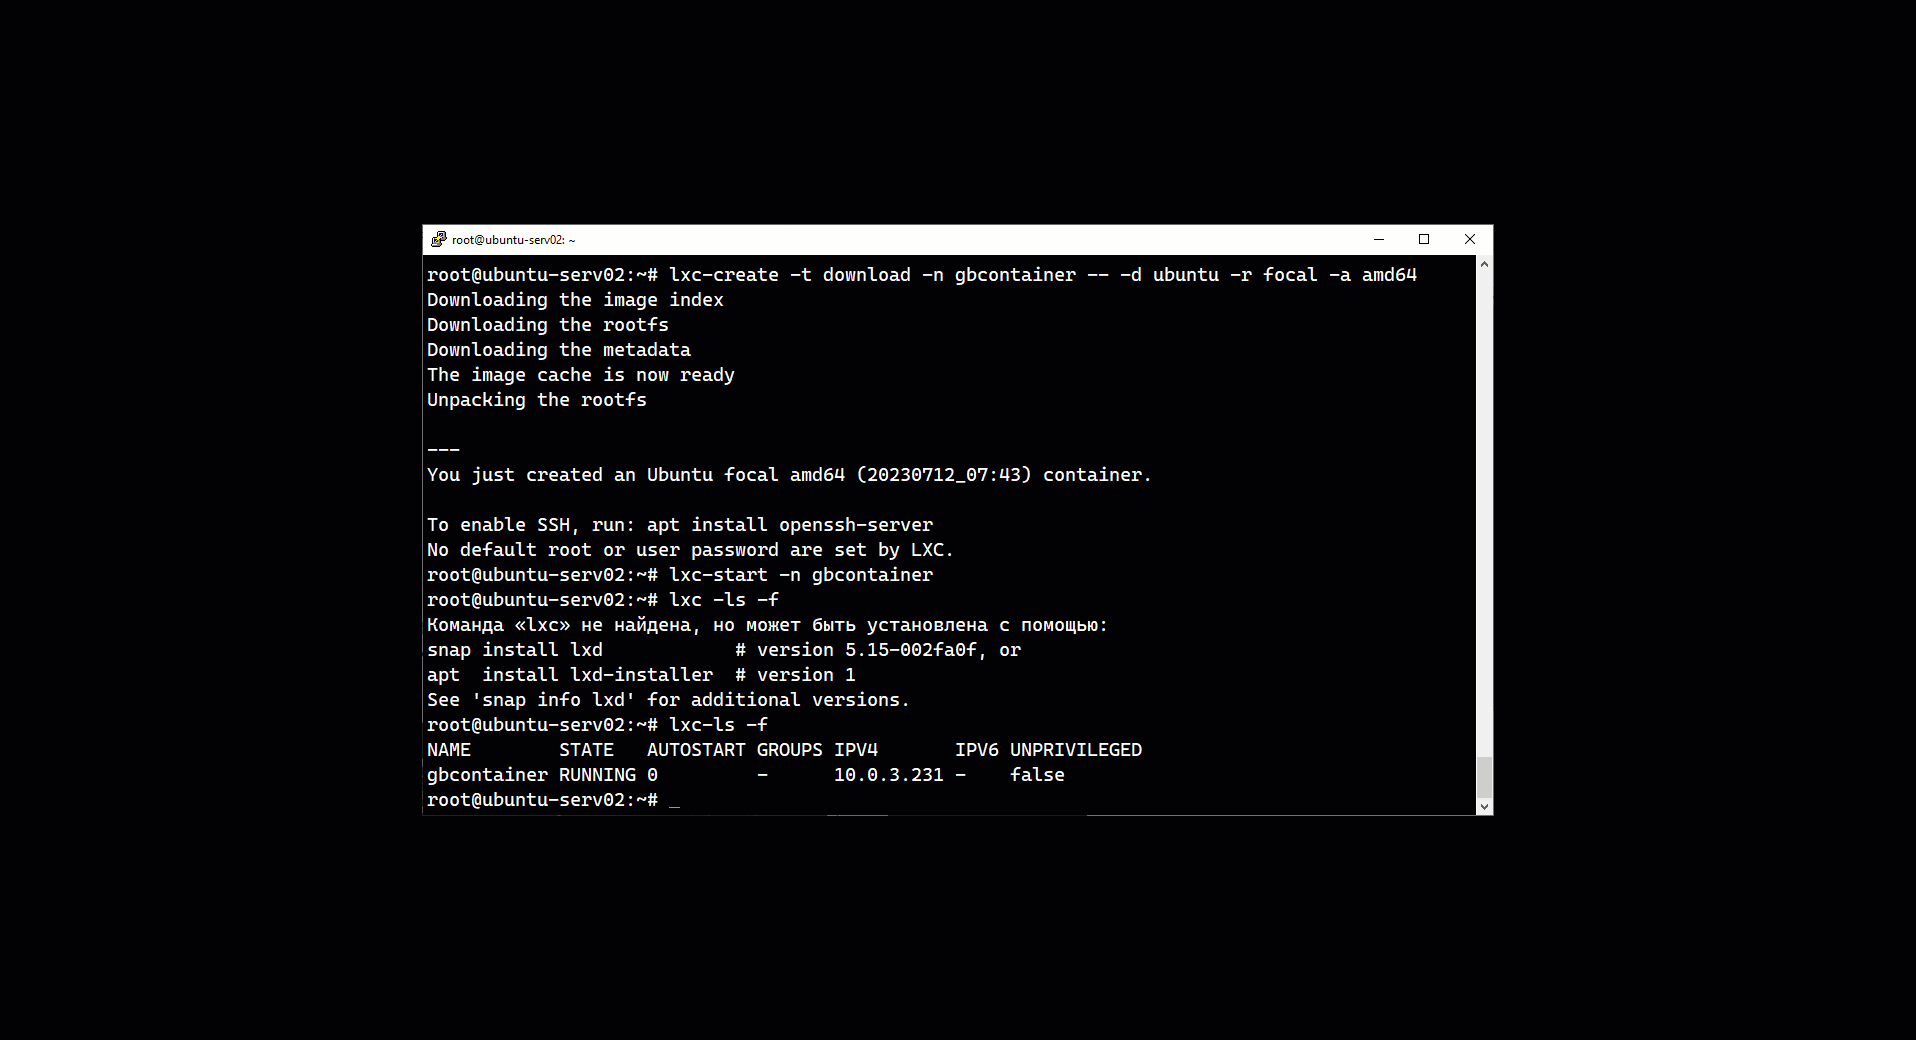 root@ubuntu-serv02: ~
root@ubuntu-serv02:~# lxc-create -t download -n gbcontainer -- -d ubuntu -r focal -a amd64
Downloading the image index
Downloading the rootfs
Downloading the metadata
The image cache is now ready
Unpacking the rootfs
---
You just created an Ubuntu focal amd64 (20230712_07:43) container.
To enable SSH, run: apt install openssh-server
No default root or user password are set by LXC.
root@ubuntu-serv02:~# lxc-start -n gbcontainer
root@ubuntu-serv02:~# lxc -ls -f
Команда «lxc» не найдена, но может быть установлена с помощью:
snap install lxd            # version 5.15-002fa0f, or
apt  install lxd-installer  # version 1
See 'snap info lxd' for additional versions.
root@ubuntu-serv02:~# lxc-ls -f
NAME        STATE   AUTOSTART GROUPS IPV4       IPV6 UNPRIVILEGED
gbcontainer RUNNING 0         -      10.0.3.231 -    false
root@ubuntu-serv02:~# _